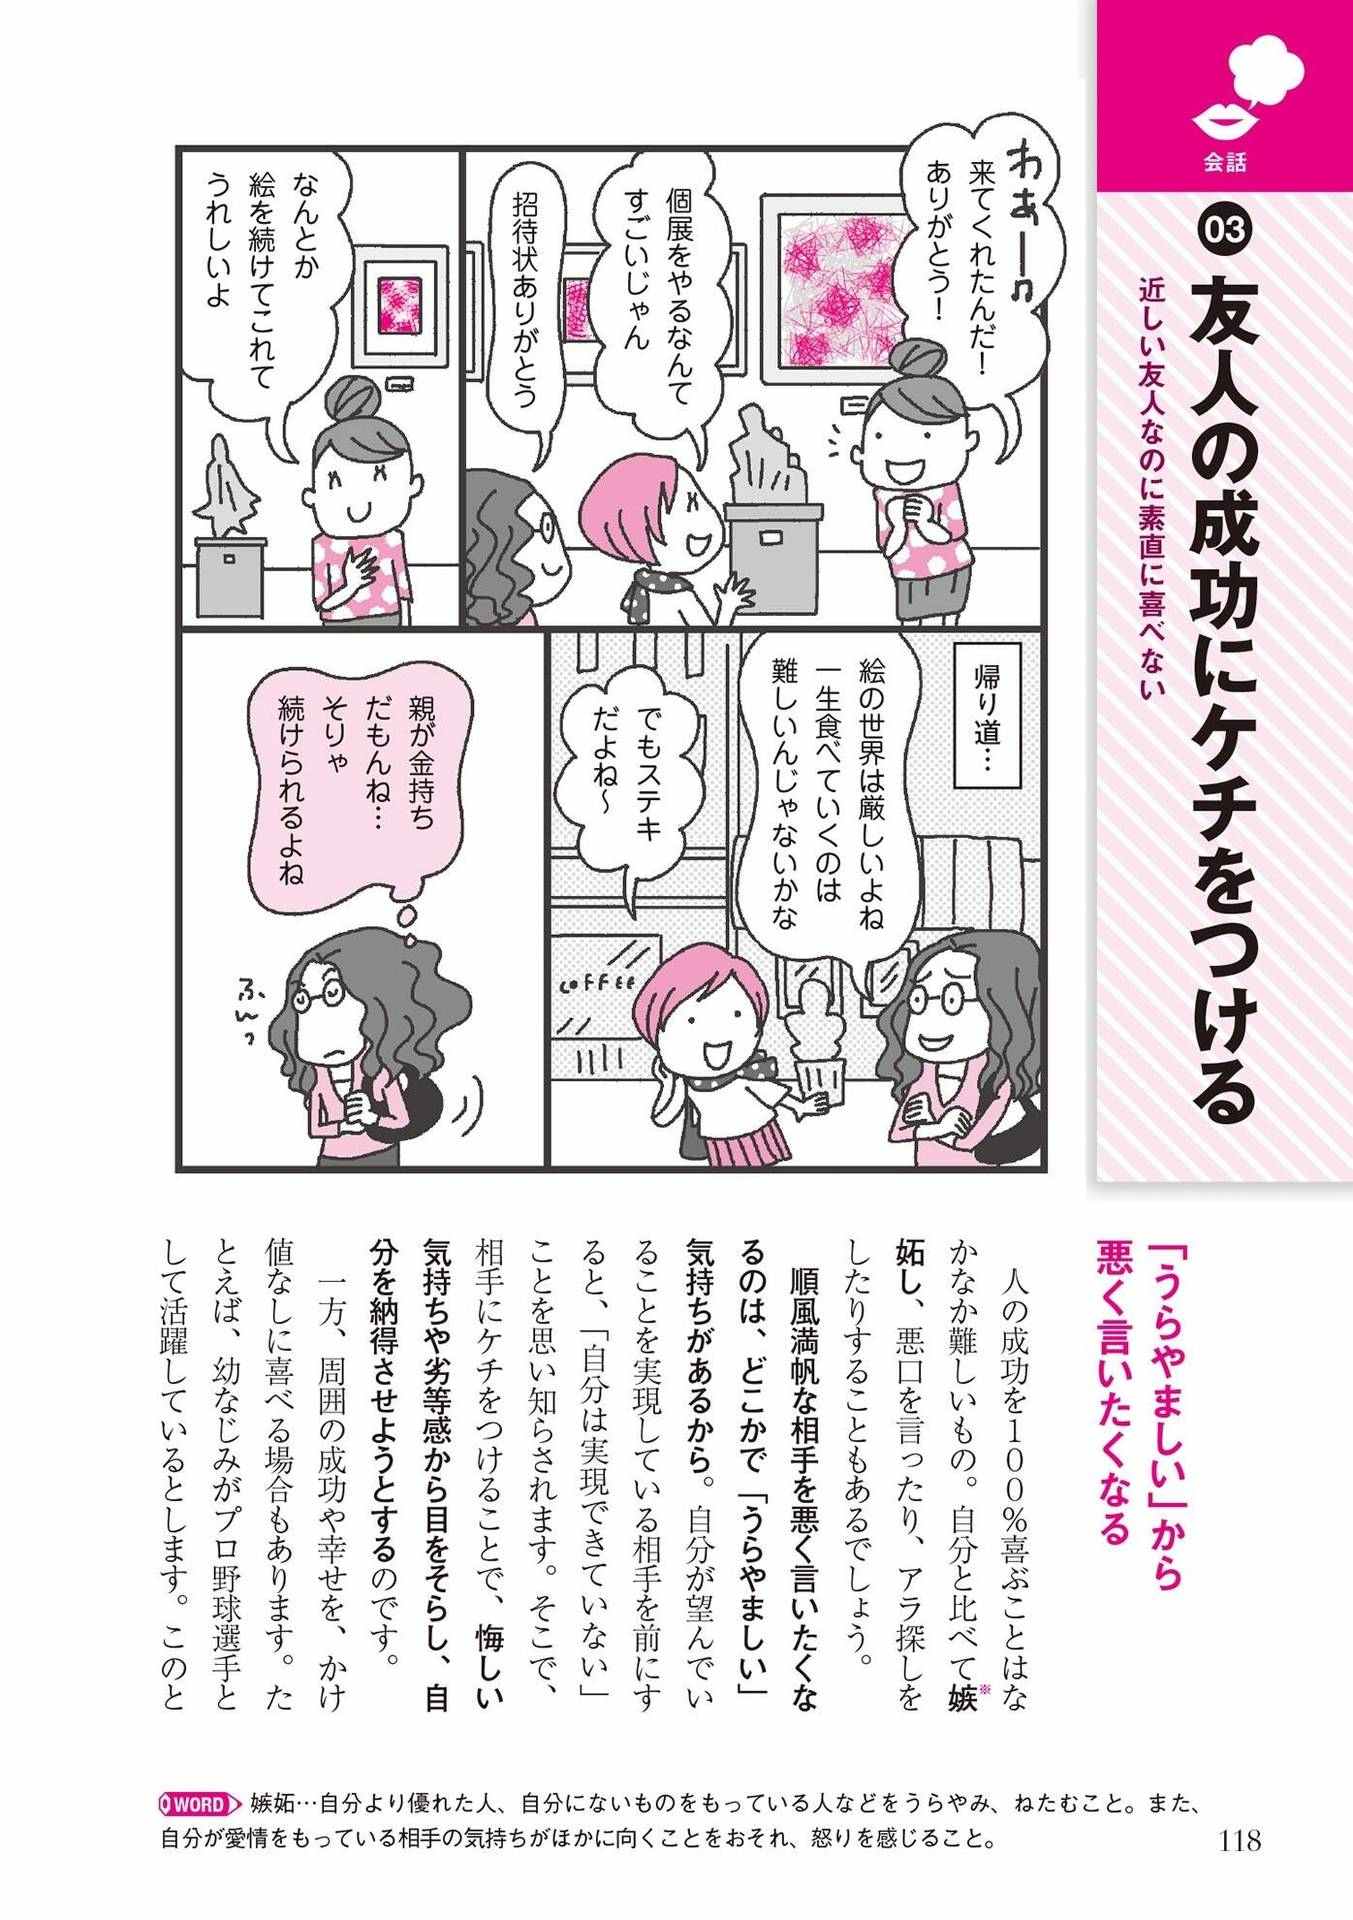 会話
03
友人の成功にケチをつける
近しい友人なのに素直に喜べない
わぁー♫
来てくれたんだ！
ありがとう！
個展をやるなんて
すごいじゃん
招待状ありがとう
なんとか
絵を続けてこれて
うれしいよ
帰り道…
絵の世界は厳しいよね
一生食べていくのは
難しいんじゃないかな
でもステキ
だよね〜
COFFEE
親が金持ち
だもんね…
そりゃ
続けられるよね
ふんっ
「うらやましい」から
悪く言いたくなる
人の成功を100%喜ぶことはな
かなか難しいもの。自分と比べて嫉※
妬し、悪口を言ったり、アラ探しを
したりすることもあるでしょう。
順風満帆な相手を悪く言いたくな
るのは、どこかで「うらやましい」
気持ちがあるから。自分が望んでい
ることを実現している相手を前にす
ると、「自分は実現できていない」
ことを思い知らされます。そこで、
相手にケチをつけることで、悔しい
気持ちや劣等感から目をそらし、自
分を納得させようとするのです。
一方、周囲の成功や幸せを、かけ
値なしに喜べる場合もあります。た
とえば、幼なじみがプロ野球選手と
して活躍しているとします。このと
WORD 嫉妬…自分より優れた人、自分にないものをもっている人などをうらやみ、ねたむこと。また、
自分が愛情をもっている相手の気持ちがほかに向くことをおそれ、怒りを感じること。
118